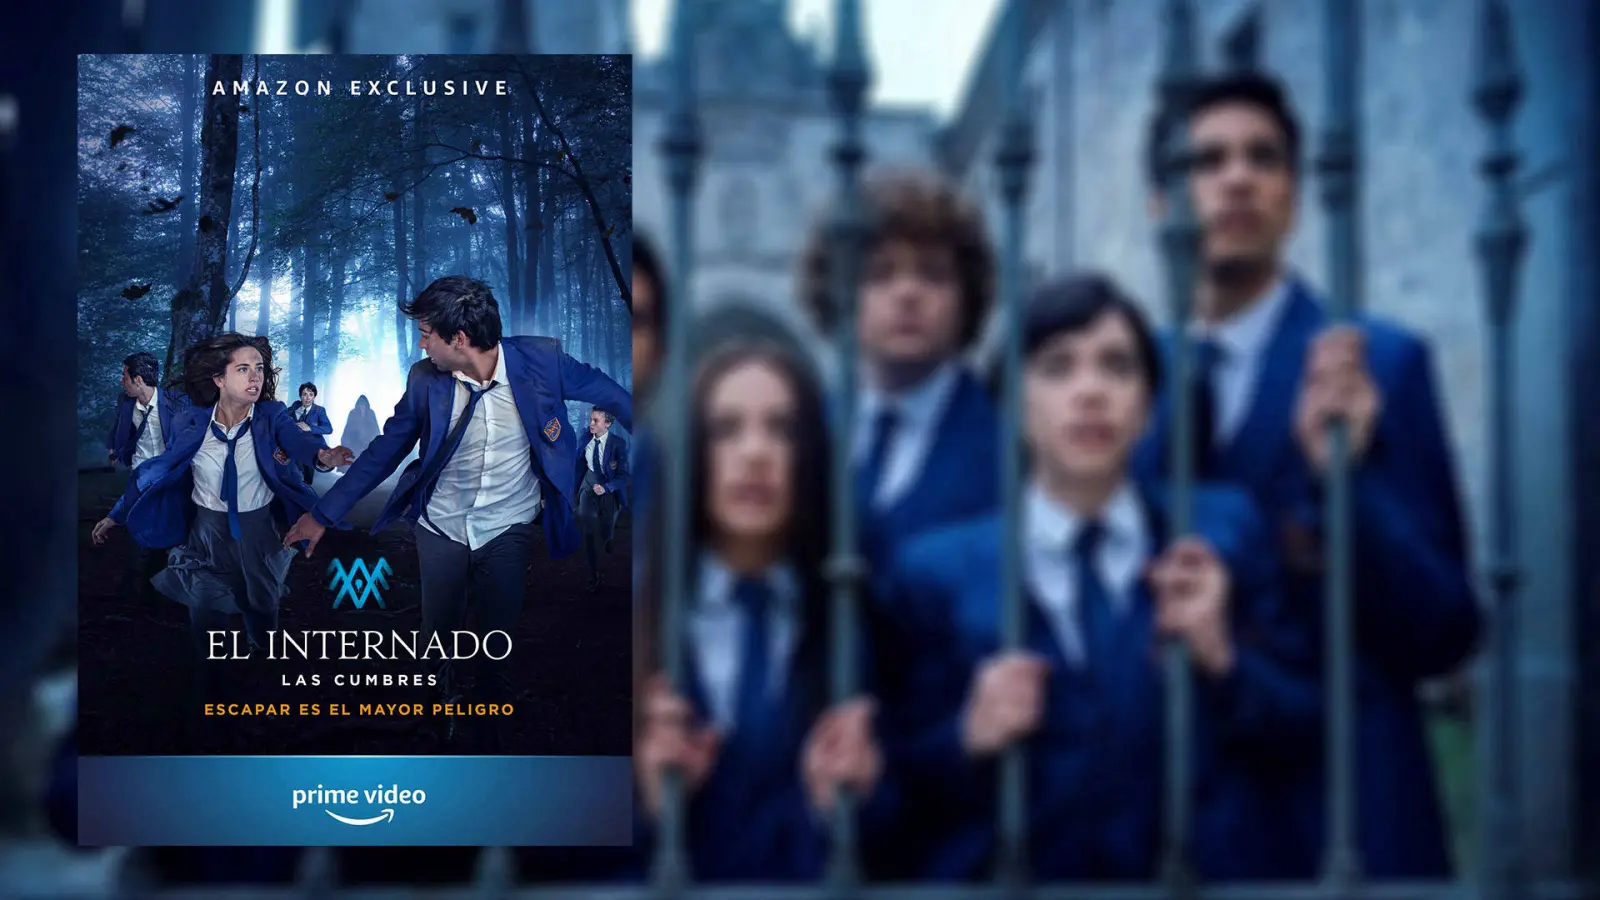 AMAZON EXCLUSIVE
EL INTERNADO
LAS CUMBRES
ESCAPAR ES EL MAYOR PELIGRO
prime video